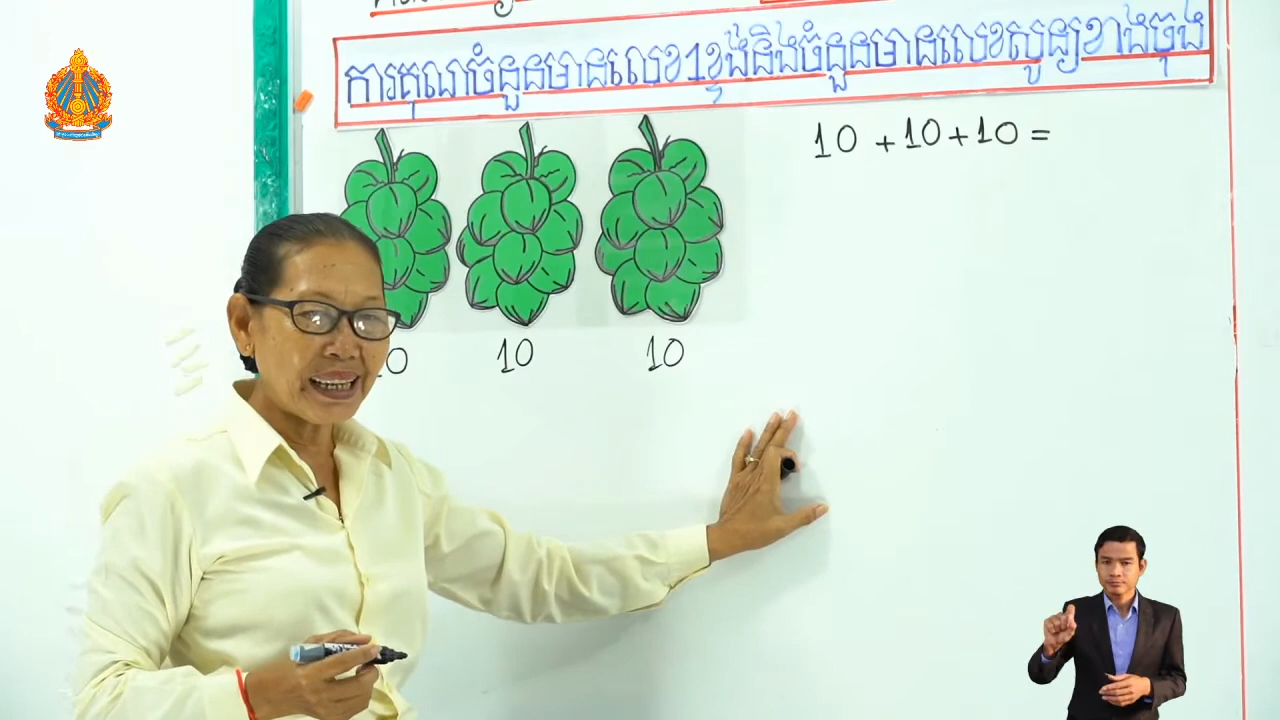 ការគុណចំនួនមានលេខ1ខ្ទង់និងចំនួនមានលេខសូន្យខាងចុង
10 + 10 + 10 =
10 10